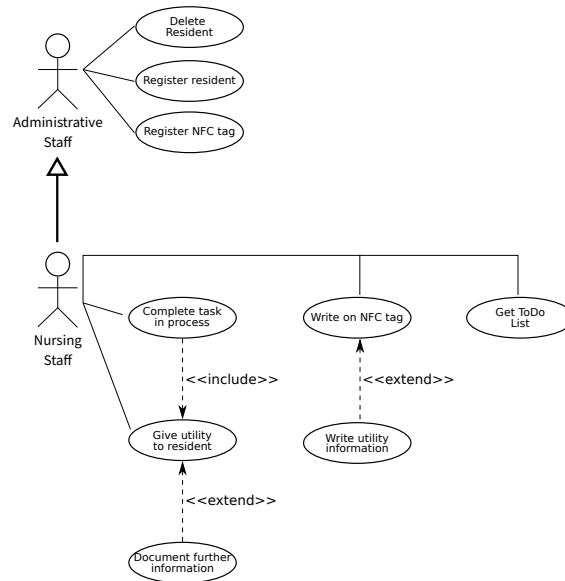 Delete
Resident
Register resident
Register NFC tag
Administrative
Staff
Complete task
in process
Write on NFC tag
Get ToDo
List
Nursing
Staff
<<include>>
<<extend>>
Give utility
to resident
Write utility
information
<<extend>>
Document further
information